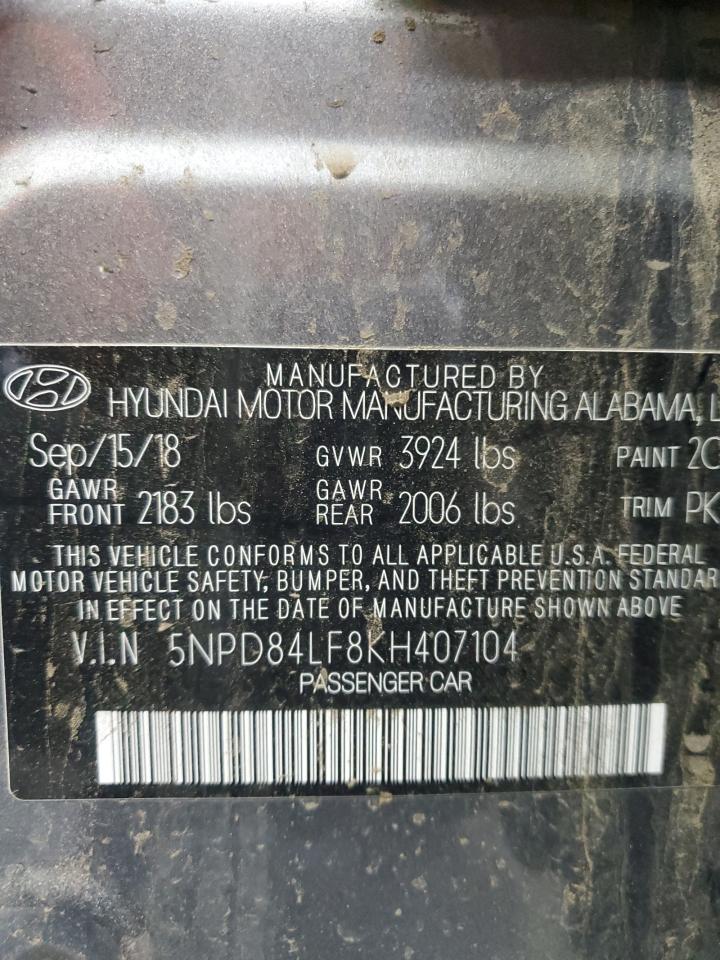 MANUFACTURED BY
HYUNDAI MOTOR MANUFACTURING ALABAMA, L
Sep/15/18 GVWR 3924 lbs PAINT 2C
GAWR FRONT 2183 lbs GAWR REAR 2006 lbs TRIM PK
THIS VEHICLE CONFORMS TO ALL APPLICABLE U.S.A. FEDERAL
MOTOR VEHICLE SAFETY, BUMPER, AND THEFT PREVENTION STANDAR
IN EFFECT ON THE DATE OF MANUFACTURE SHOWN ABOVE
V.I.N 5NPD84LF8KH407104
PASSENGER CAR